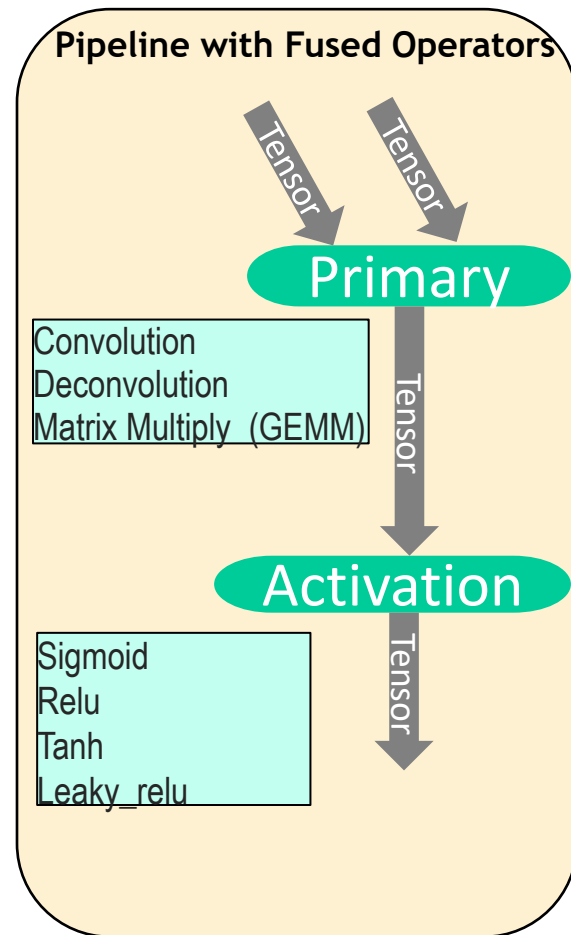 Pipeline with Fused Operators
Tensor
Tensor
Primary
Convolution
Deconvolution
Matrix Multiply (GEMM)
Tensor
Activation
Sigmoid
Relu
Tanh
Leaky_relu
Tensor